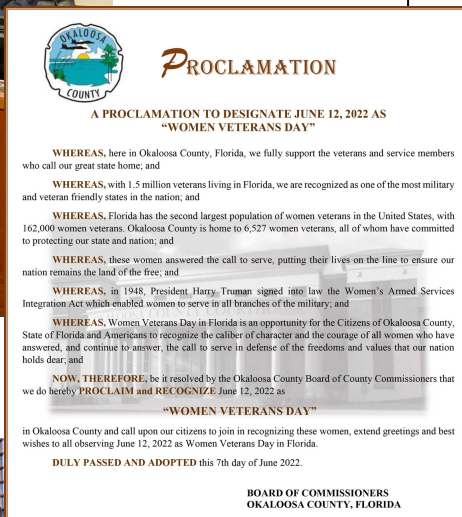 OKALOOSA
COUNTY
PROCLAMATION
A PROCLAMATION TO DESIGNATE JUNE 12, 2022 AS
“WOMEN VETERANS DAY”
WHEREAS, here in Okaloosa County, Florida, we fully support the veterans and service members
who call our great state home; and
WHEREAS, with 1.5 million veterans living in Florida, we are recognized as one of the most military
and veteran friendly states in the nation; and
WHEREAS, Florida has the second largest population of women veterans in the United States, with
162,000 women veterans. Okaloosa County is home to 6,527 women veterans, all of whom have committed
to protecting our state and nation; and
WHEREAS, these women answered the call to serve, putting their lives on the line to ensure our
nation remains the land of the free; and
WHEREAS, in 1948, President Harry Truman signed into law the Women’s Armed Services
Integration Act which enabled women to serve in all branches of the military; and
WHEREAS, Women Veterans Day in Florida is an opportunity for the Citizens of Okaloosa County,
State of Florida and Americans to recognize the caliber of character and the courage of all women who have
answered, and continue to answer, the call to serve in defense of the freedoms and values that our nation
holds dear; and
NOW, THEREFORE, be it resolved by the Okaloosa County Board of County Commissioners that
we do hereby PROCLAIM and RECOGNIZE June 12, 2022 as
“WOMEN VETERANS DAY”
in Okaloosa County and call upon our citizens to join in recognizing these women, extend greetings and best
wishes to all observing June 12, 2022 as Women Veterans Day in Florida.
DULY PASSED AND ADOPTED this 7th day of June 2022.
BOARD OF COMMISSIONERS
OKALOOSA COUNTY, FLORIDA